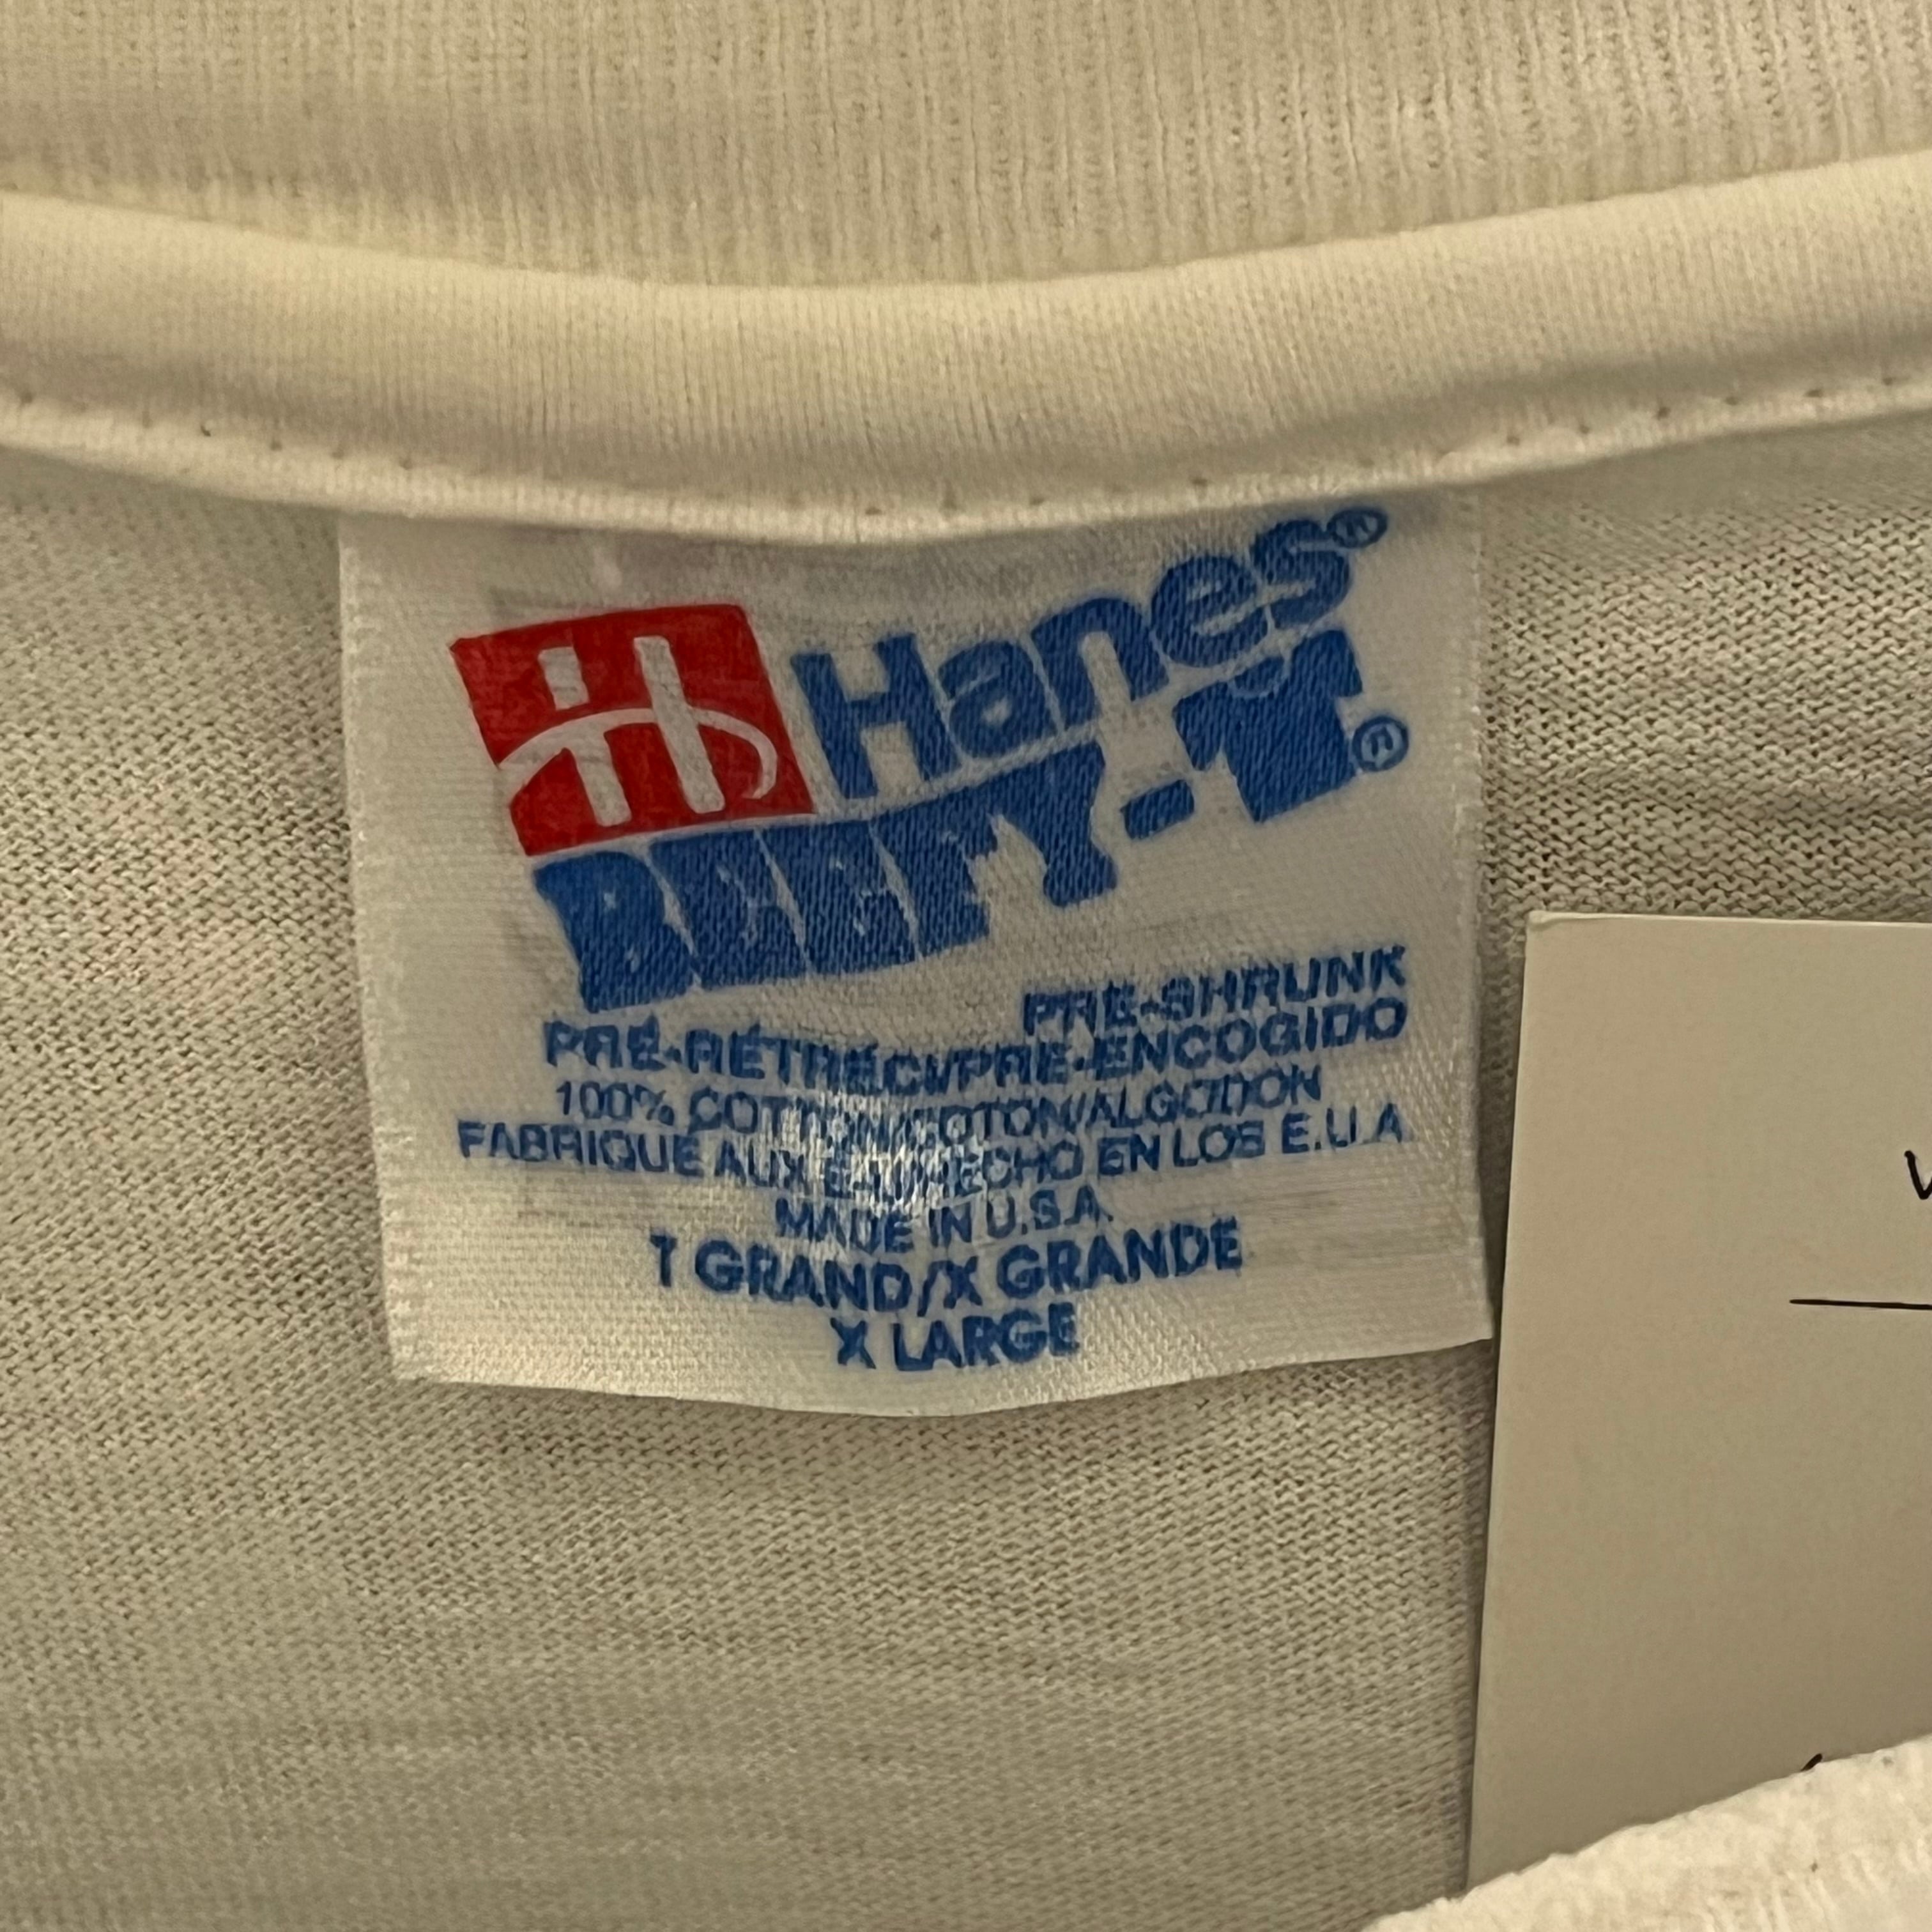 Hanes®
BEEFY-T®
PRE-SHRUNK
PRÉ-RÉTRÉCI/PRE-ENCOGIDO
100% COTTON/COTON/ALGODON
FABRIQUÉ AUX E.-U./HECHO EN LOS E.U.A
MADE IN U.S.A.
T GRAND/X GRANDE
X LARGE